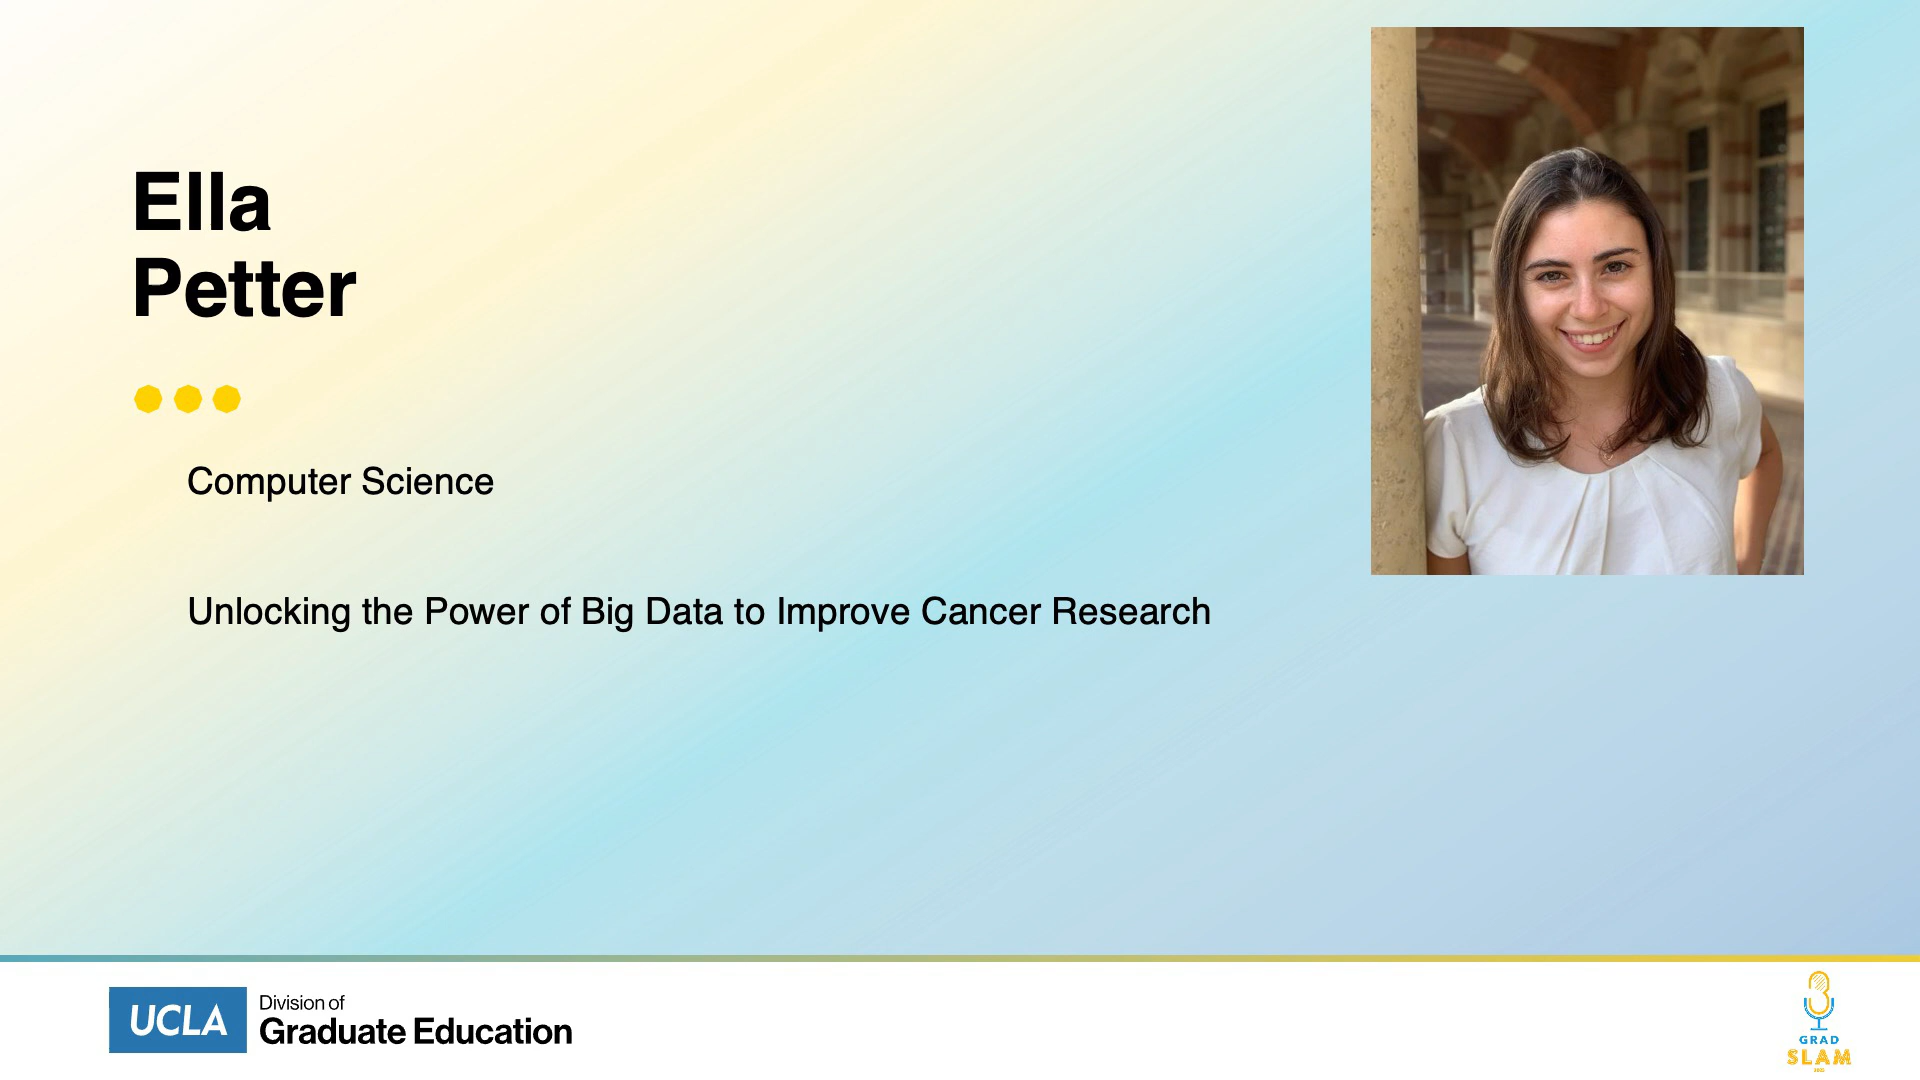 Ella
Petter
Computer Science
Unlocking the Power of Big Data to Improve Cancer Research
UCLA
Division of
Graduate Education
GRAD
SLAM